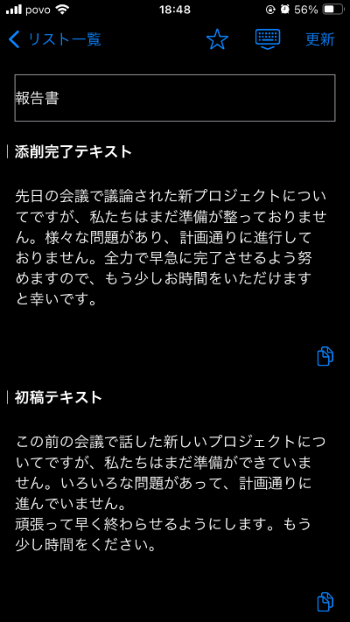 povo 18:48 56%
リスト一覧 更新
報告書
添削完了テキスト
先日の会議で議論された新プロジェクトについ
てですが、私たちはまだ準備が整っておりませ
ん。様々な問題があり、計画通りに進行して
おりません。全力で早急に完了させるよう努
めますので、もう少しお時間をいただけます
と幸いです。
初稿テキスト
この前の会議で話した新しいプロジェクトにつ
いてですが、私たちはまだ準備ができていま
せん。いろいろな問題があって、計画通りに
進んでいません。
頑張って早く終わらせるようにします。もう
少し時間をください。